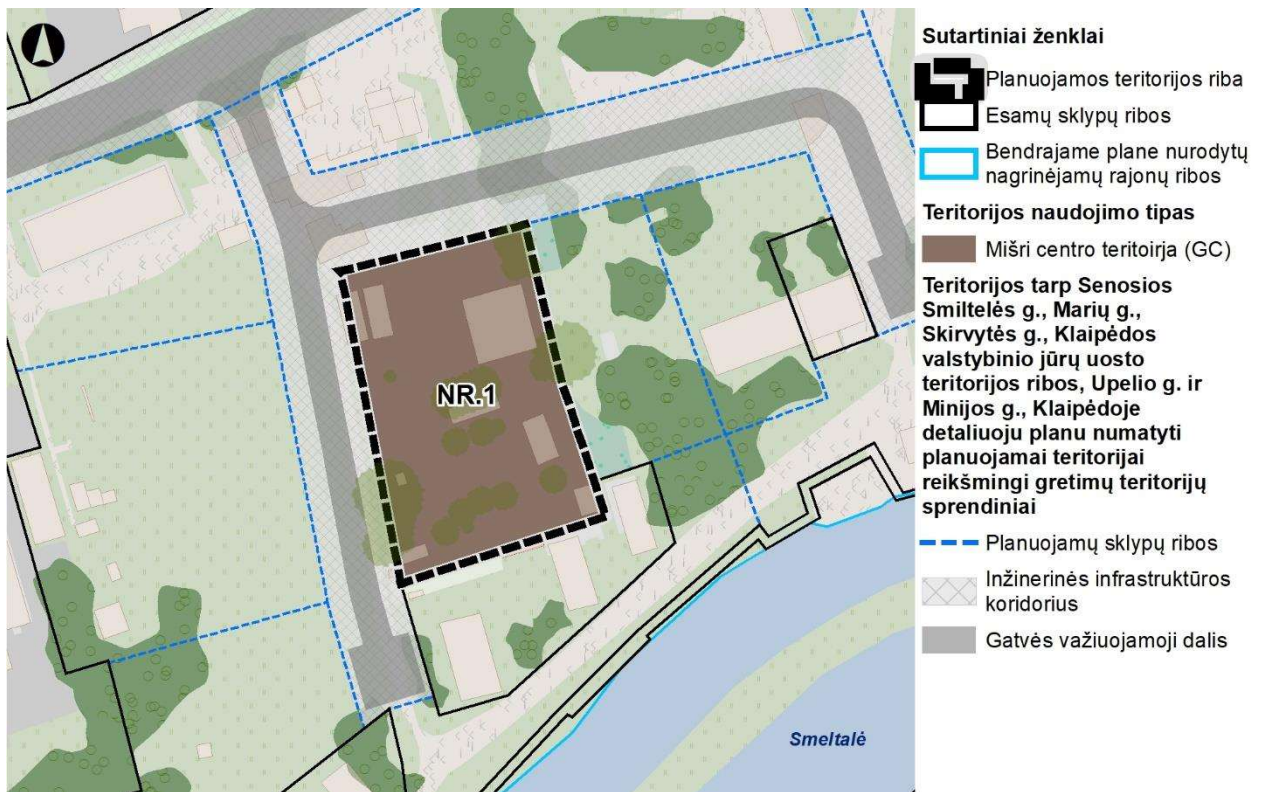 NR.1
Smeltalė
Sutartiniai ženklai
Planuojamos teritorijos riba
Esamų sklypų ribos
Bendrajame plane nurodytų
nagrinėjamų rajonų ribos
Teritorijos naudojimo tipas
Mišri centro teritoirja (GC)
Teritorijos tarp Senosios
Smiltelės g., Marių g.,
Skirvytės g., Klaipėdos
valstybinio jūrų uosto
teritorijos ribos, Upelio g. ir
Minijos g., Klaipėdoje
detaliuoju planu numatyti
planuojamai teritorijai
reikšmingi gretimų teritorijų
sprendiniai
Planuojamų sklypų ribos
Inžinerinės infrastruktūros
koridorius
Gatvės važiuojamoji dalis